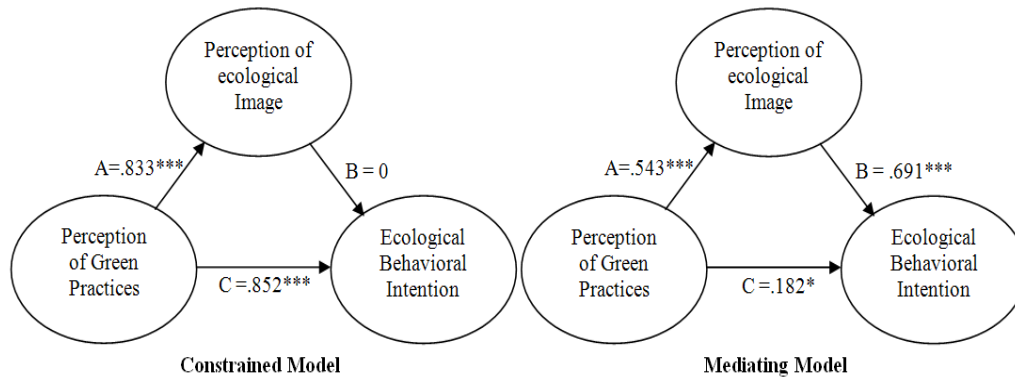 Perception of
ecological
Image
A=.833***
B = 0
Perception
of Green
Practices
C =.852***
Ecological
Behavioral
Intention
Constrained Model
Perception of
ecological
Image
A=.543***
B = .691***
Perception
of Green
Practices
C =.182*
Ecological
Behavioral
Intention
Mediating Model